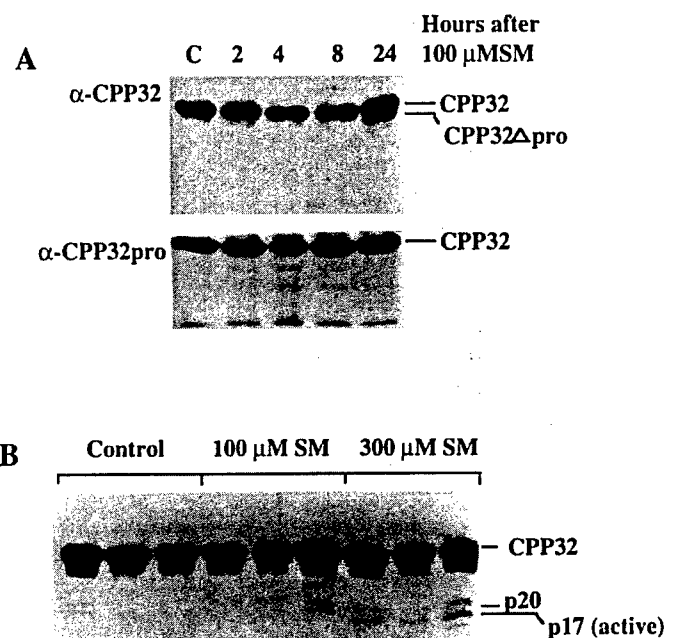 Hours after
A
C 2 4 8 24 100 μMSM
α-CPP32
CPP32
CPP32Δpro
α-CPP32pro
CPP32
B
Control 100 μM SM 300 μM SM
CPP32
p20
p17 (active)